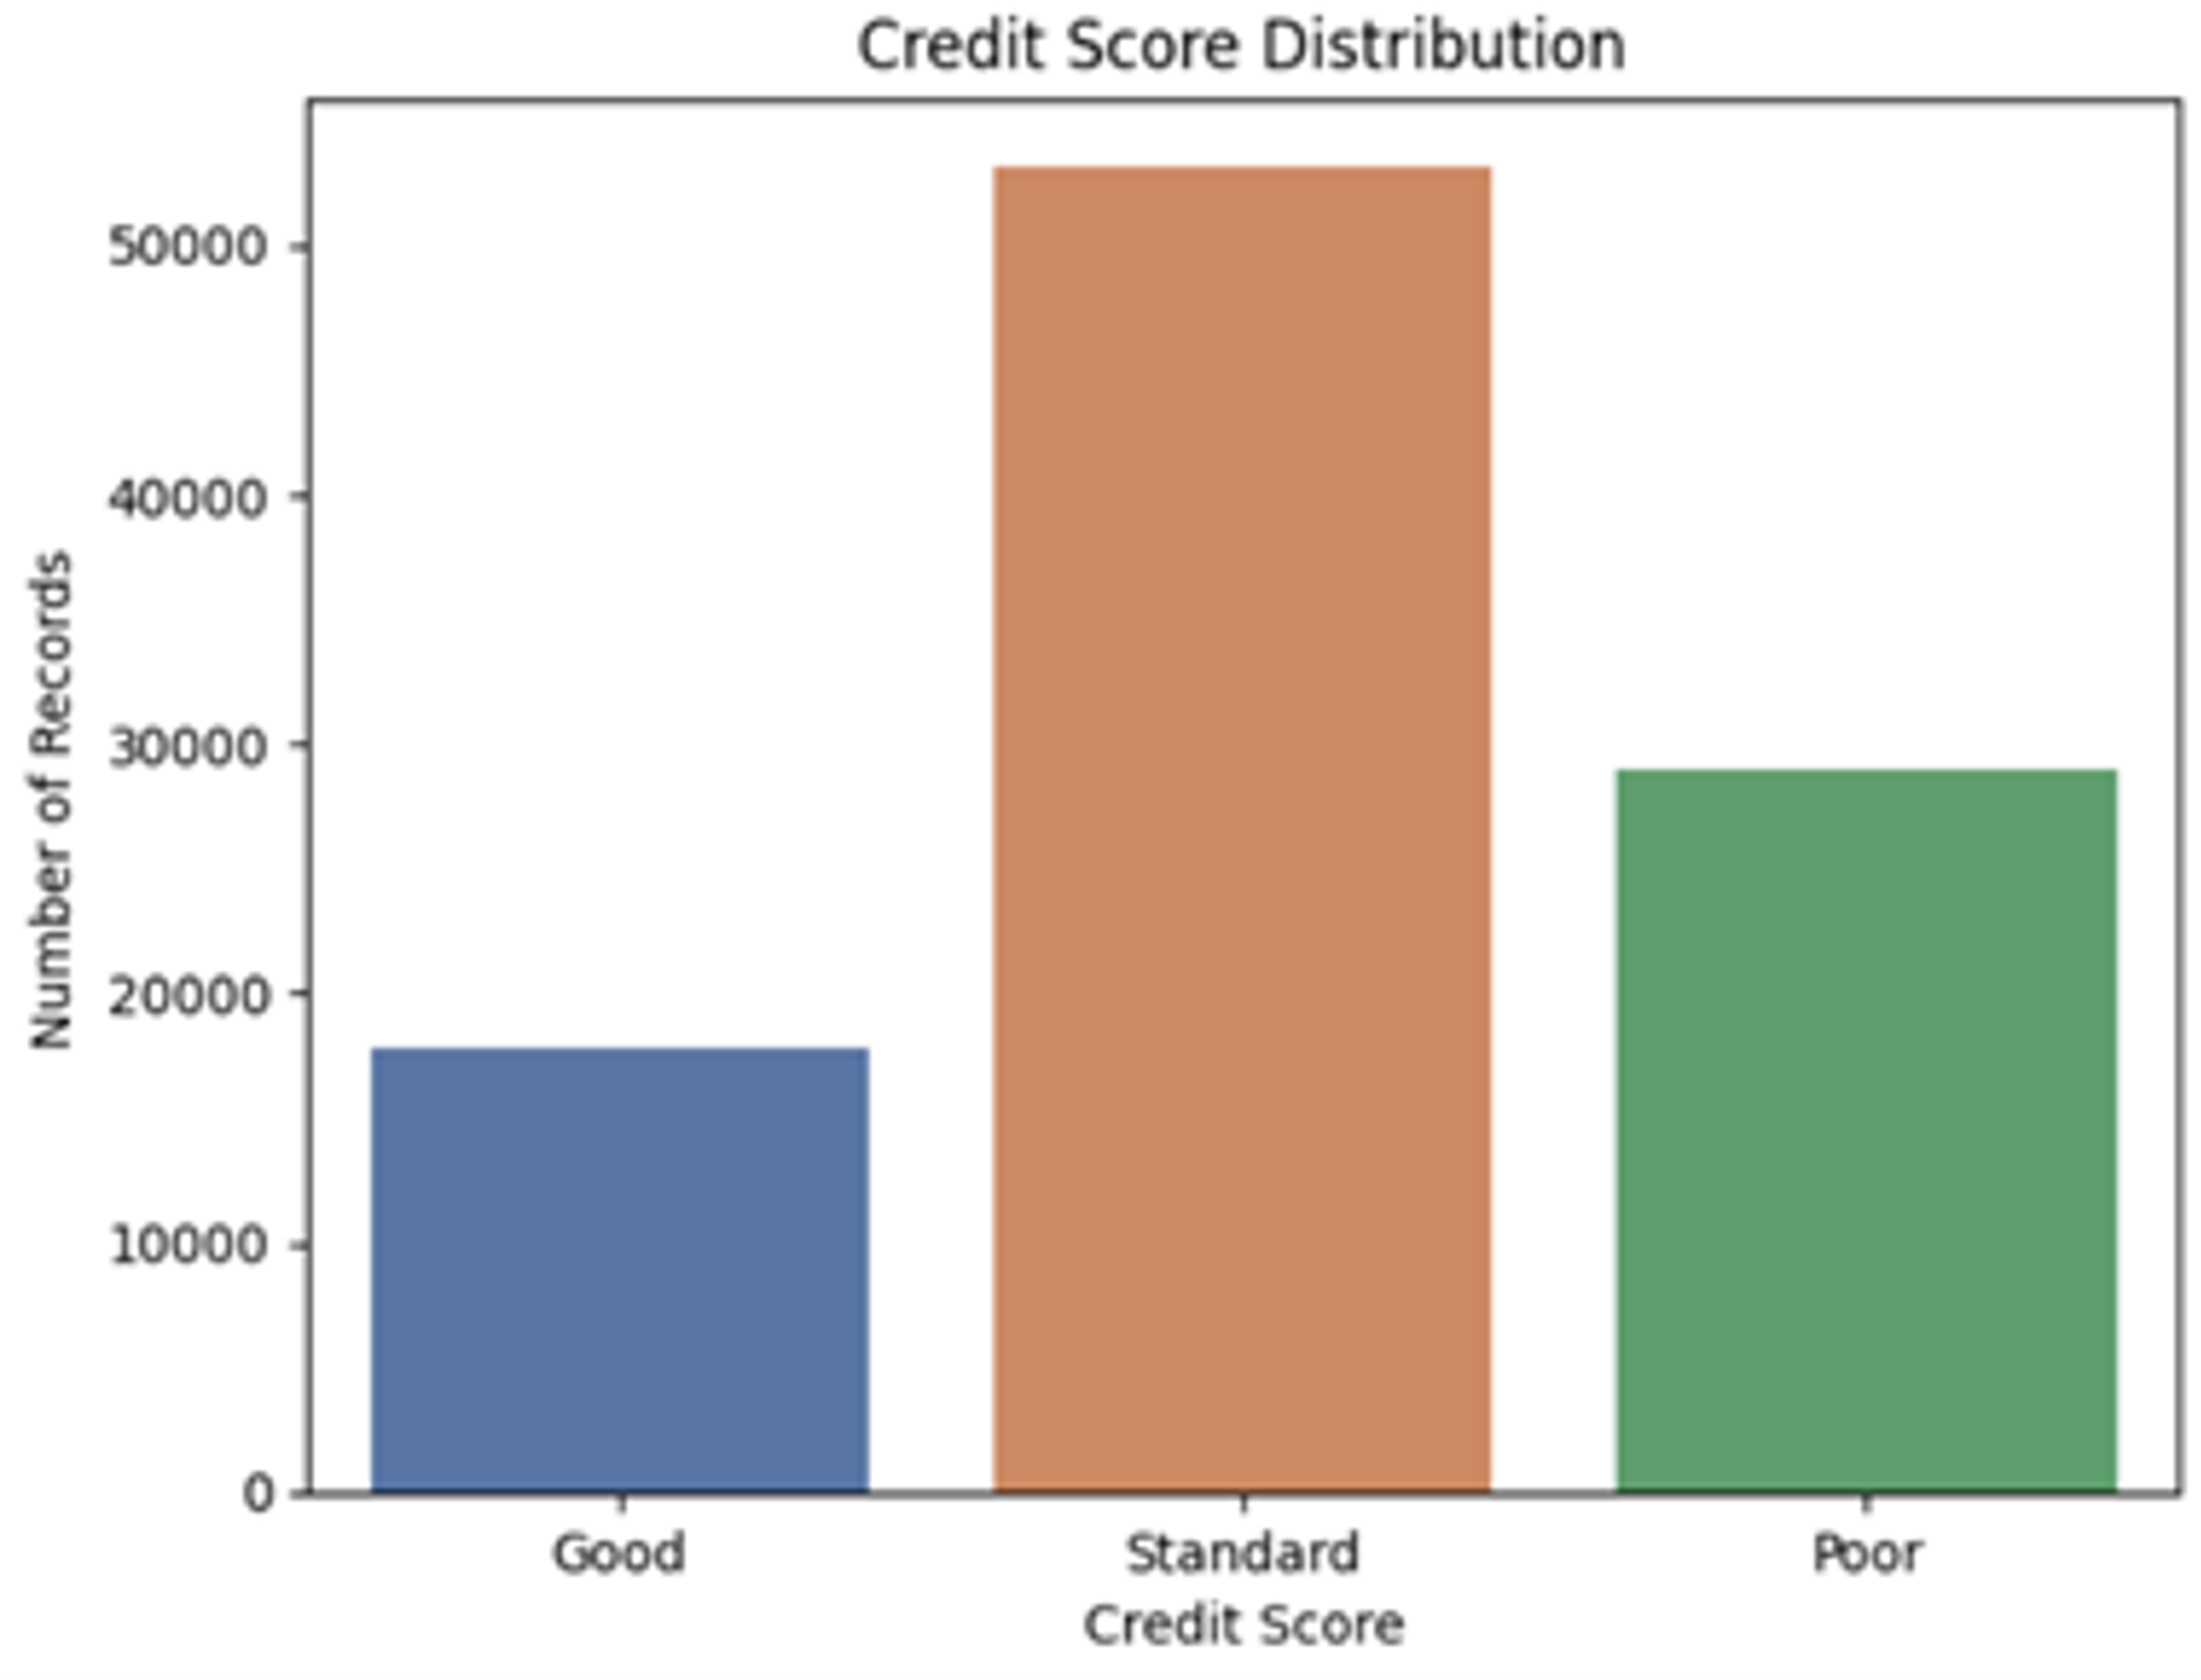 Credit Score Distribution
Number of Records
50000
40000
30000
20000
10000
0
Good
Standard
Poor
Credit Score